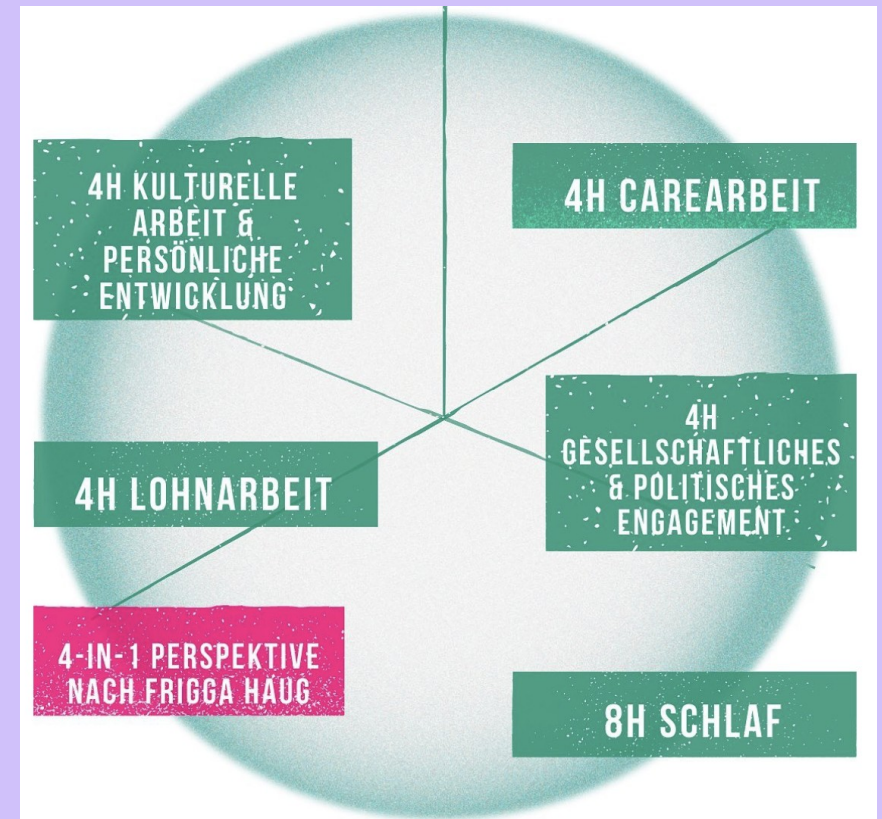 4H KULTURELLE
ARBEIT &
PERSÖNLICHE
ENTWICKLUNG
4H CAREARBEIT
4H
GESELLSCHAFTLICHES
& POLITISCHES
ENGAGEMENT
4H LOHNARBEIT
4-IN-1 PERSPEKTIVE
NACH FRIGGA HAUG
8H SCHLAF